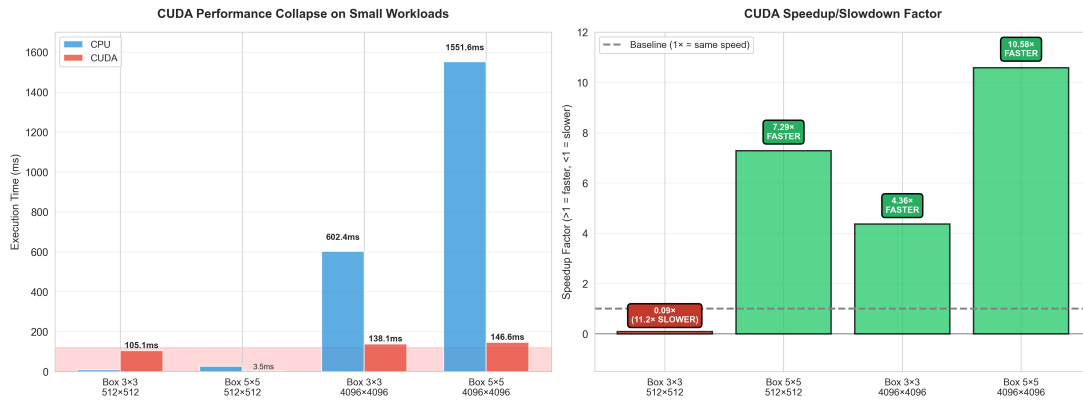 CUDA Performance Collapse on Small Workloads
CPU
CUDA
Execution Time (ms)
1600
1400
1200
1000
800
600
400
200
0
105.1ms
3.5ms
602.4ms
138.1ms
1551.6ms
146.6ms
Box 3×3
512×512
Box 5×5
512×512
Box 3×3
4096×4096
Box 5×5
4096×4096
CUDA Speedup/Slowdown Factor
Baseline (1× = same speed)
Speedup Factor (>1 = faster, <1 = slower)
12
10
8
6
4
2
0
0.09×
(11.2× SLOWER)
7.29×
FASTER
4.36×
FASTER
10.58×
FASTER
Box 3×3
512×512
Box 5×5
512×512
Box 3×3
4096×4096
Box 5×5
4096×4096